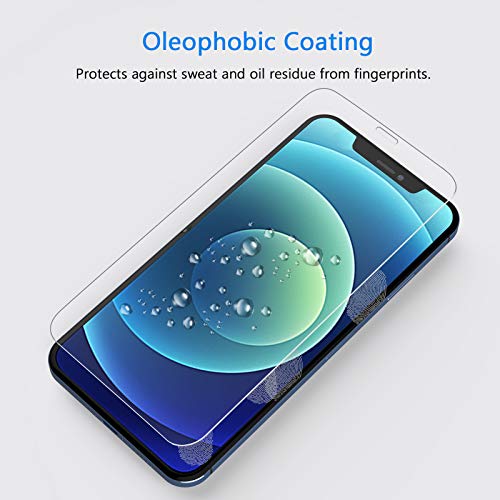 Oleophobic Coating
Protects against sweat and oil residue from fingerprints.